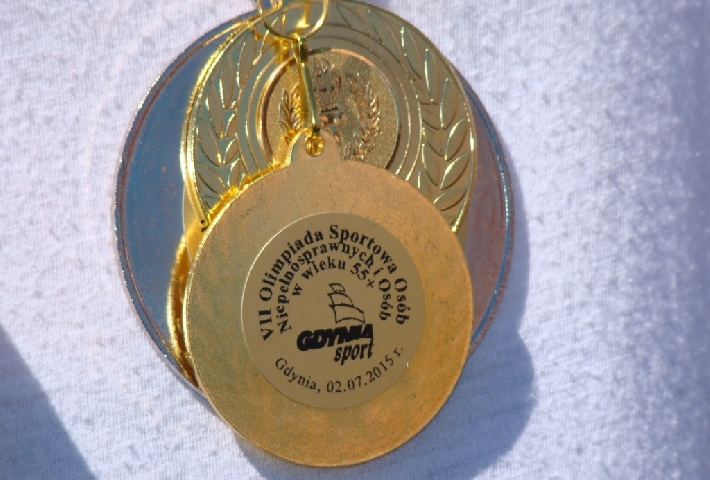 VII Olimpiada Sportowa Osób
Niepełnosprawnych i Osób
w wieku 55+
GDYNIA
sport
Gdynia, 02.07.2015 r.